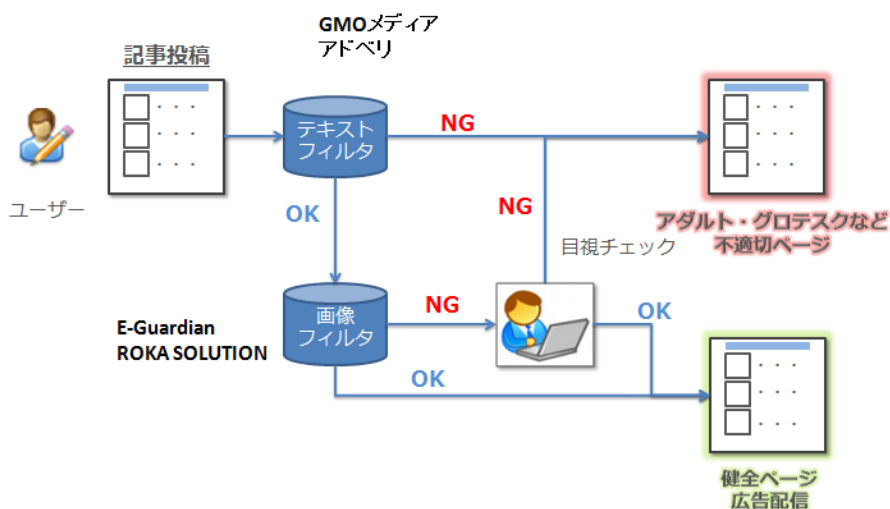 GMOメディア
アドベリ
記事投稿
テキスト
フィルタ
NG
ユーザー
OK
NG
アダルト・グロテスクなど
不適切ページ
目視チェック
E-Guardian
ROKA SOLUTION
画像
フィルタ
NG
OK
OK
健全ページ
広告配信